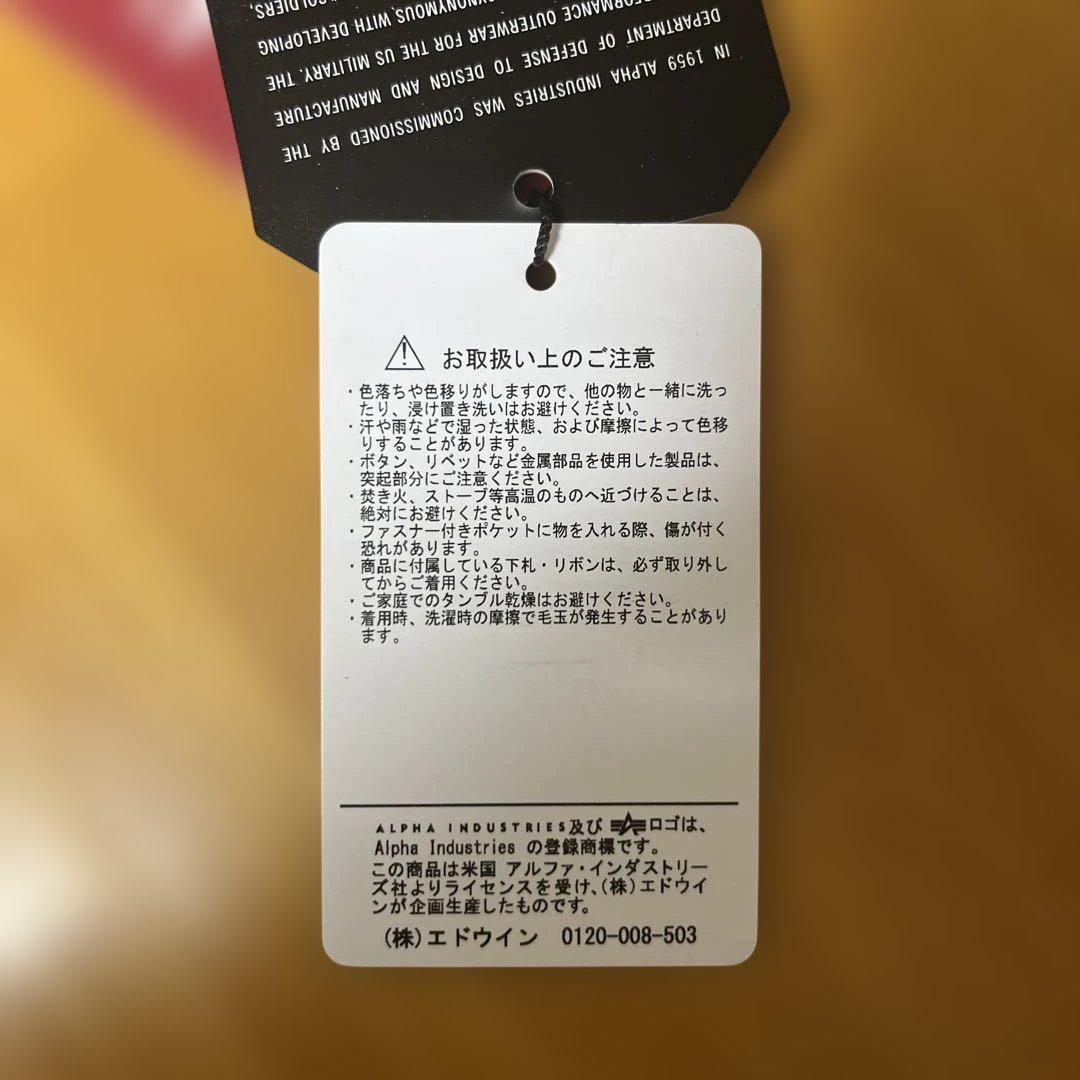 IN 1959 ALPHA INDUSTRIES WAS COMMISSIONED BY THE
DEPARTMENT OF DEFENSE TO DESIGN AND MANUFACTURE
OUTERWEAR FOR THE US MILITARY. THE
SYNONYMOUS WITH DEVELOPING
SOLDIERS,
お取扱い上のご注意
・色落ちや色移りがしますので、他の物と一緒に洗っ
たり、浸け置き洗いはお避けください。
・汗や雨などで湿った状態、および摩擦によって色移
りすることがあります。
・ボタン、リベットなど金属部品を使用した製品は、
突起部分にご注意ください。
・焚き火、ストーブ等高温のものへ近づけることは、
絶対にお避けください。
・ファスナー付きポケットに物を入れる際、傷が付く
恐れがあります。
・商品に付属している下札・リボンは、必ず取り外し
てからご着用ください。
・ご家庭でのタンブル乾燥はお避けください。
・着用時、洗濯時の摩擦で毛玉が発生することがあり
ます。
ALPHA INDUSTRIES及び ロゴは、
Alpha Industries の登録商標です。
この商品は米国 アルファ・インダストリー
ズ社よりライセンスを受け、(株)エドウイ
ンが企画生産したものです。
(株)エドウイン 0120-008-503